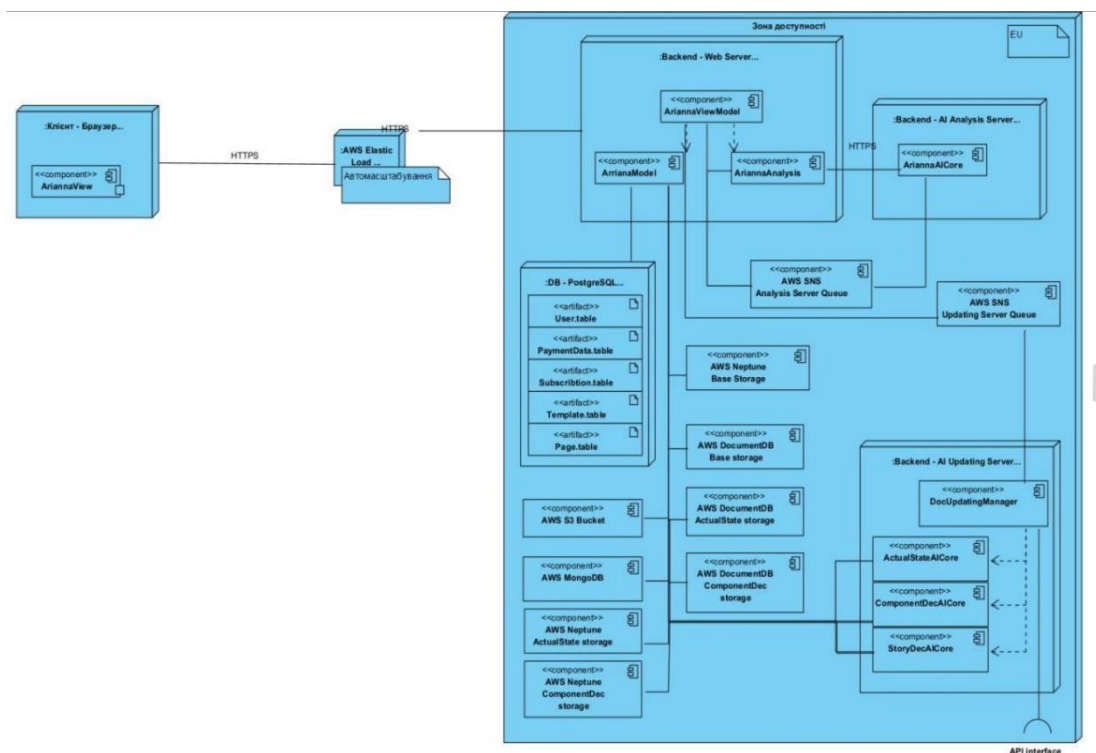 Зона доступності
EU
:Backend - Web Server...
<<component>>
AriannaViewModel
:Клієнт - Браузер...
<<component>>
AriannaView
HTTPS
HTTPS
:AWS Elastic
Load ...
Автомасштабування
<<component>>
ArrianaModel
<<component>>
AriannaAnalysis
HTTPS
:Backend - AI Analysis Server...
<<component>>
AriannaAICore
:DB - PostgreSQL...
<<artifact>>
User.table
<<artifact>>
PaymentData.table
<<artifact>>
Subscribtion.table
<<artifact>>
Template.table
<<artifact>>
Page.table
<<component>>
AWS SNS
Analysis Server Queue
<<component>>
AWS SNS
Updating Server Queue
<<component>>
AWS Neptune
Base Storage
<<component>>
AWS DocumentDB
Base storage
<<component>>
AWS S3 Bucket
<<component>>
AWS DocumentDB
ActualState storage
<<component>>
AWS MongoDB
<<component>>
AWS DocumentDB
ComponentDec
storage
<<component>>
AWS Neptune
ActualState storage
<<component>>
AWS Neptune
ComponentDec
storage
:Backend - AI Updating Server...
<<component>>
DocUpdatingManager
<<component>>
ActualStateAICore
<<component>>
ComponentDecAICore
<<component>>
StoryDecAICore
API interface